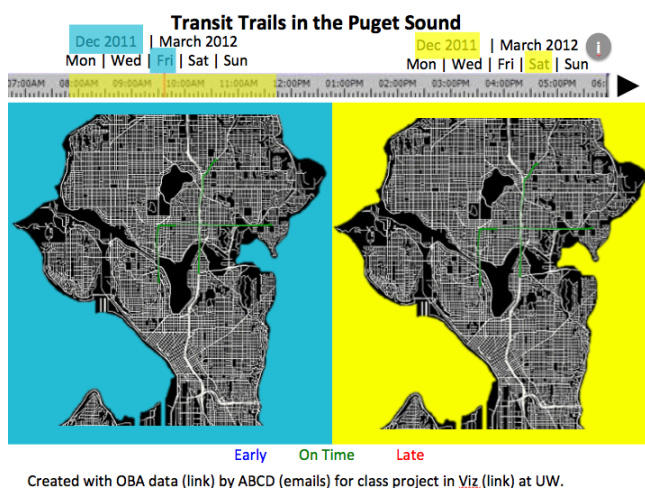 Transit Trails in the Puget Sound
Dec 2011 | March 2012
Mon | Wed | Fri | Sat | Sun
Dec 2011 | March 2012
Mon | Wed | Fri | Sat | Sun
i
07:00AM 08:00AM 09:00AM 10:00AM 11:00AM 12:00PM 01:00PM 02:00PM 03:00PM 04:00PM 05:00PM 06:
Early On Time Late
Created with OBA data (link) by ABCD (emails) for class project in Viz (link) at UW.